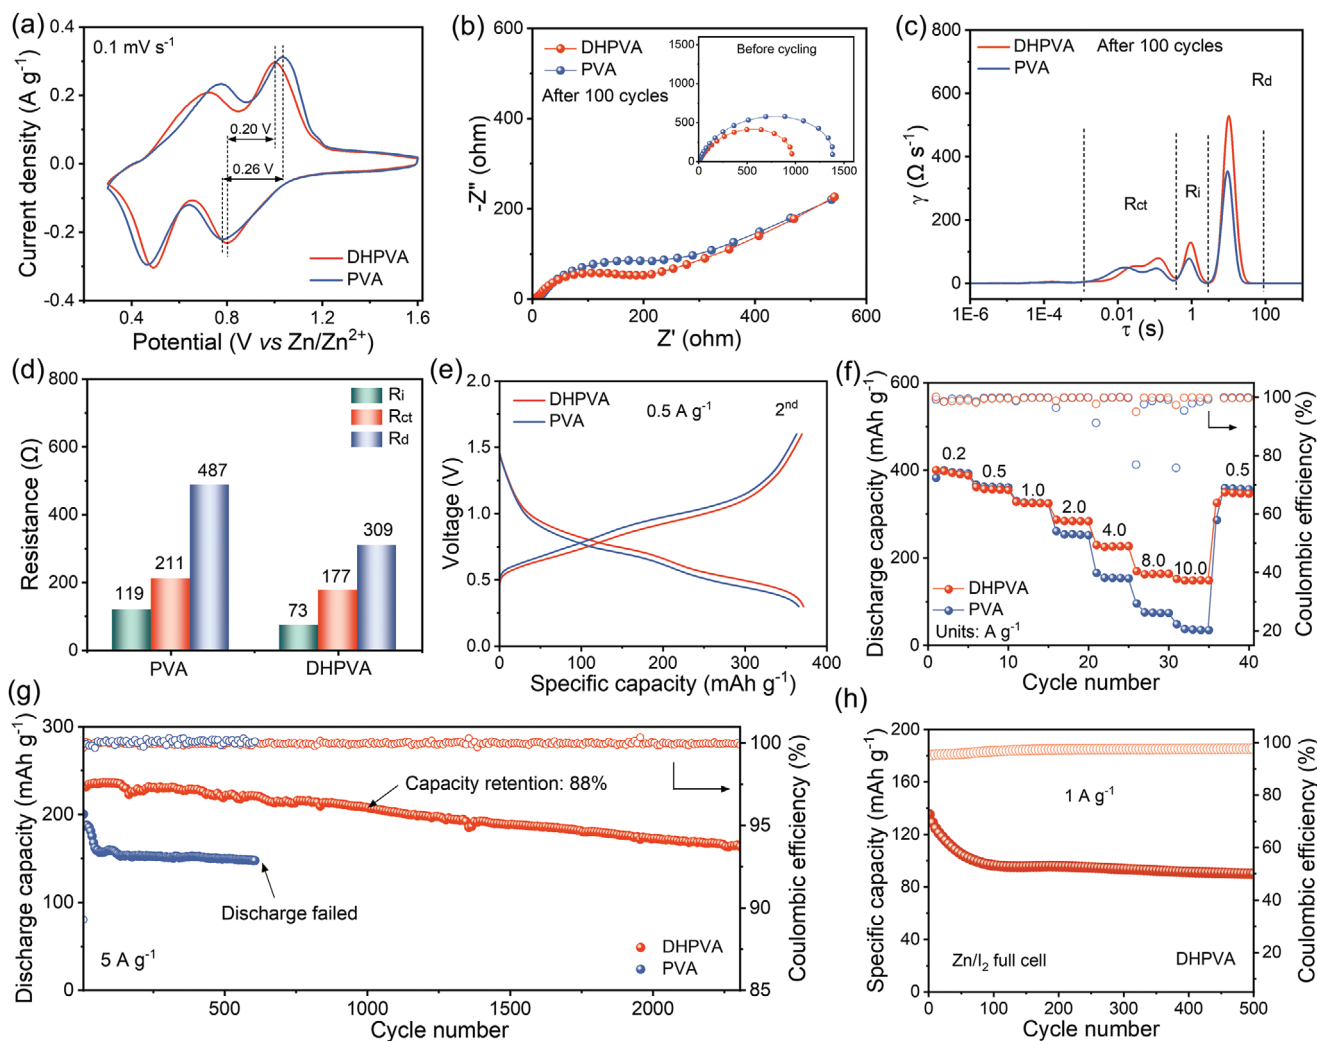 (a)
0.1 mV s⁻¹
0.20 V
0.26 V
DHPVA
PVA
Current density (A g⁻¹)
0.4
0.2
0.0
-0.2
-0.4
0.4 0.8 1.2 1.6
Potential (V vs Zn/Zn²⁺)
(b)
DHPVA
PVA
After 100 cycles
Before cycling
1500
1000
500
0
0 500 1000 1500
-Z" (ohm)
600
400
200
0
0 100 200 300 400 500 600
Z' (ohm)
(c)
DHPVA
PVA
After 100 cycles
Rct
Ri
Rd
γ (Ω s⁻¹)
800
600
400
200
0
1E-6 1E-4 0.01 1 100
τ (s)
(d)
Ri
Rct
Rd
119
211
487
73
177
309
Resistance (Ω)
800
600
400
200
0
PVA DHPVA
(e)
DHPVA
PVA
0.5 A g⁻¹
2nd
Voltage (V)
2.0
1.5
1.0
0.5
0.0
0 100 200 300 400
Specific capacity (mAh g⁻¹)
(f)
0.2
0.5
1.0
2.0
4.0
8.0
10.0
0.5
DHPVA
PVA
Units: A g⁻¹
Discharge capacity (mAh g⁻¹)
600
400
200
0
0 10 20 30 40
Cycle number
100
80
60
40
20
Coulombic efficiency (%)
(g)
Capacity retention: 88%
Discharge failed
5 A g⁻¹
DHPVA
PVA
Discharge capacity (mAh g⁻¹)
300
200
100
0
500 1000 1500 2000
Cycle number
100
95
90
85
Coulombic efficiency (%)
(h)
1 A g⁻¹
Zn/I₂ full cell
DHPVA
Specific capacity (mAh g⁻¹)
200
160
120
80
40
0
0 100 200 300 400 500
Cycle number
100
80
60
40
20
Coulombic efficiency (%)